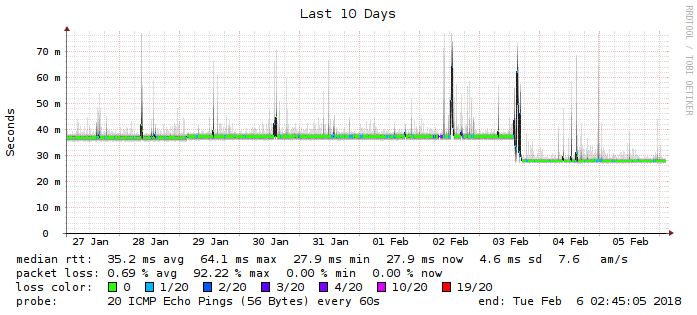 Last 10 Days
RRDTOOL / TOBI OETIKER
Seconds
70 m
60 m
50 m
40 m
30 m
20 m
10 m
0
27 Jan 28 Jan 29 Jan 30 Jan 31 Jan 01 Feb 02 Feb 03 Feb 04 Feb 05 Feb
median rtt: 35.2 ms avg 64.1 ms max 27.9 ms min 27.9 ms now 4.6 ms sd 7.6 am/s
packet loss: 0.69 % avg 92.22 % max 0.00 % min 0.00 % now
loss color: 0 1/20 2/20 3/20 4/20 10/20 19/20
probe: 20 ICMP Echo Pings (56 Bytes) every 60s end: Tue Feb 6 02:45:05 2018